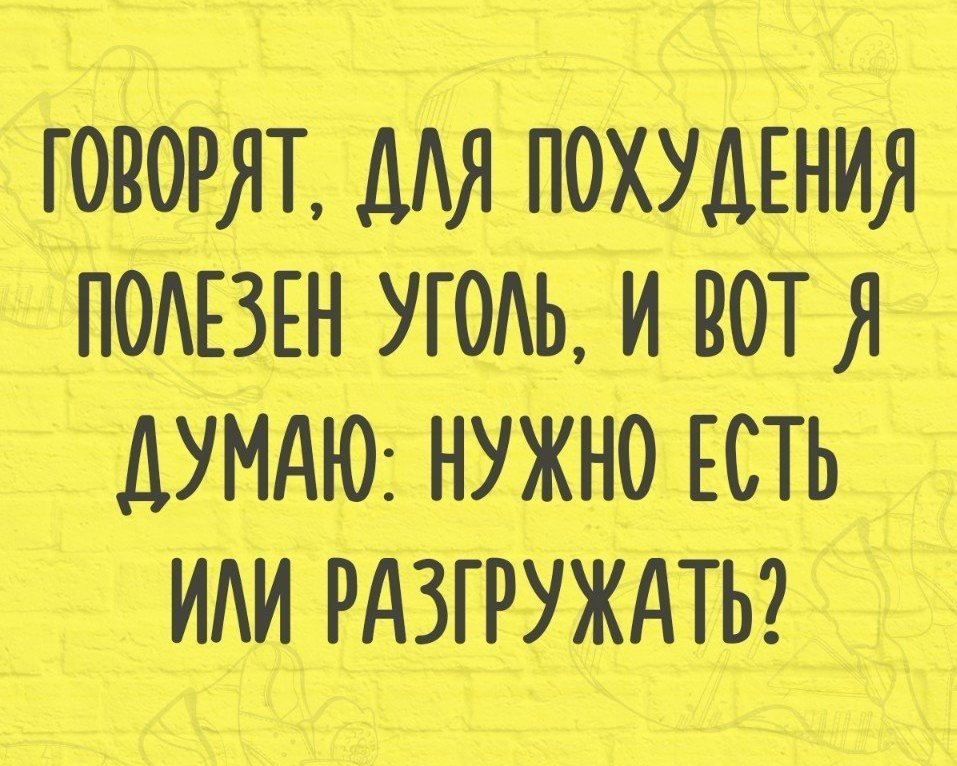 ГОВОРЯТ, ДЛЯ ПОХУДЕНИЯ
ПОЛЕЗЕН УГОЛЬ, И ВОТ Я
ДУМАЮ: НУЖНО ЕСТЬ
ИЛИ РАЗГРУЖАТЬ?